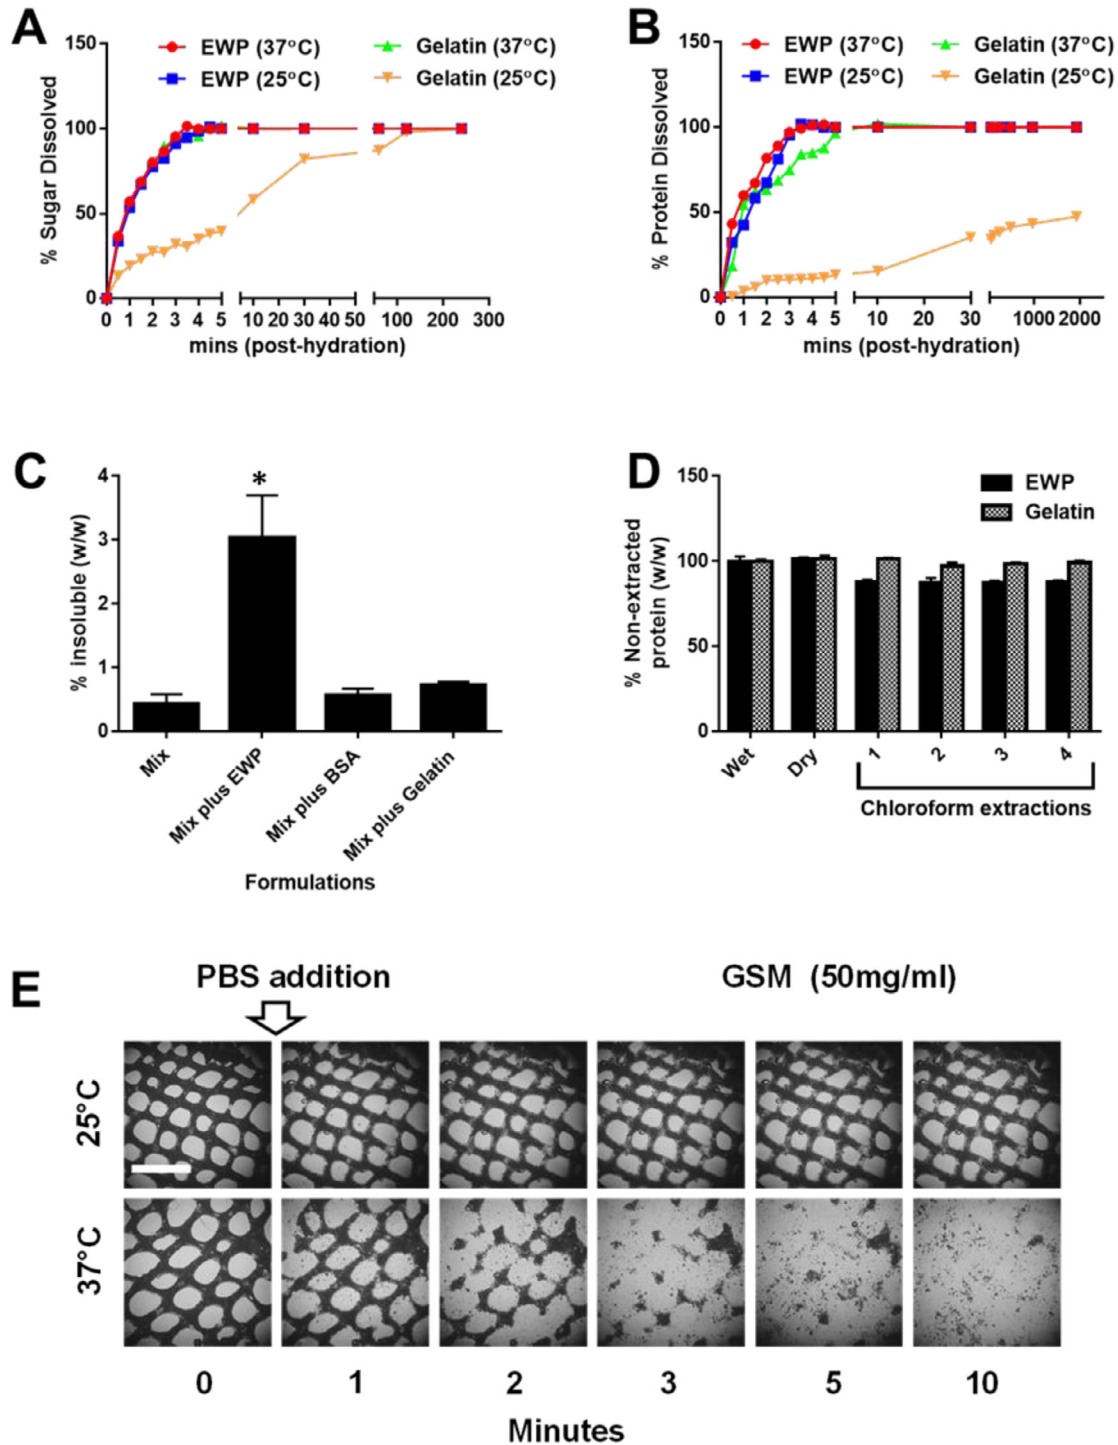 A
EWP (37°C)
Gelatin (37°C)
EWP (25°C)
Gelatin (25°C)
150
100
50
0
% Sugar Dissolved
0 1 2 3 4 5 10 20 30 40 50 100 200 300
mins (post-hydration)
B
EWP (37°C)
Gelatin (37°C)
EWP (25°C)
Gelatin (25°C)
150
100
50
0
% Protein Dissolved
0 1 2 3 4 5 10 20 30 1000 2000
mins (post-hydration)
C
4
3
2
1
0
% insoluble (w/w)
*
Mix
Mix plus EWP
Mix plus BSA
Mix plus Gelatin
Formulations
D
EWP
Gelatin
150
100
50
0
% Non-extracted
protein (w/w)
Wet Dry 1 2 3 4
Chloroform extractions
E
PBS addition
GSM (50mg/ml)
25°C
37°C
0 1 2 3 5 10
Minutes